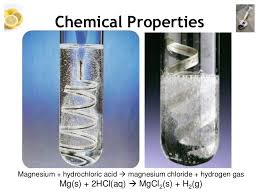 Chemical Properties
Magnesium + hydrochloric acid → magnesium chloride + hydrogen gas
Mg(s) + 2HCl(aq) → MgCl₂(s) + H₂(g)